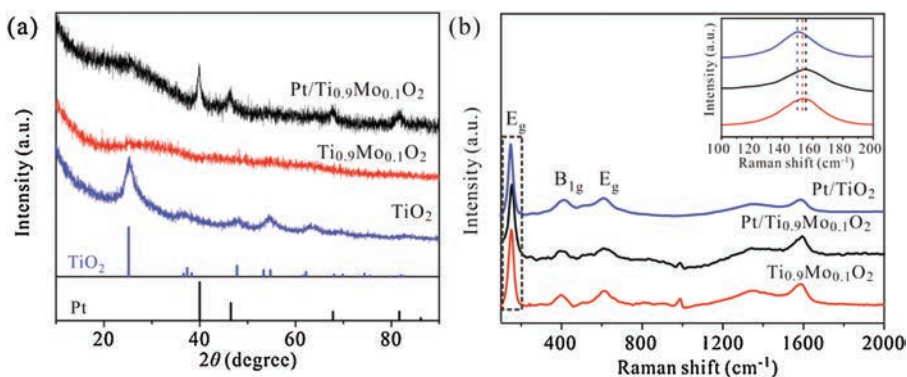 (a)
Intensity (a.u.)
Pt/Ti0.9Mo0.1O2
Ti0.9Mo0.1O2
TiO2
TiO2
Pt
20 40 60 80
2θ (degree)
(b)
Intensity (a.u.)
Eg
B1g
Eg
Pt/TiO2
Pt/Ti0.9Mo0.1O2
Ti0.9Mo0.1O2
400 800 1200 1600 2000
Raman shift (cm-1)
Intensity (a.u.)
100 120 140 160 180 200
Raman shift (cm-1)